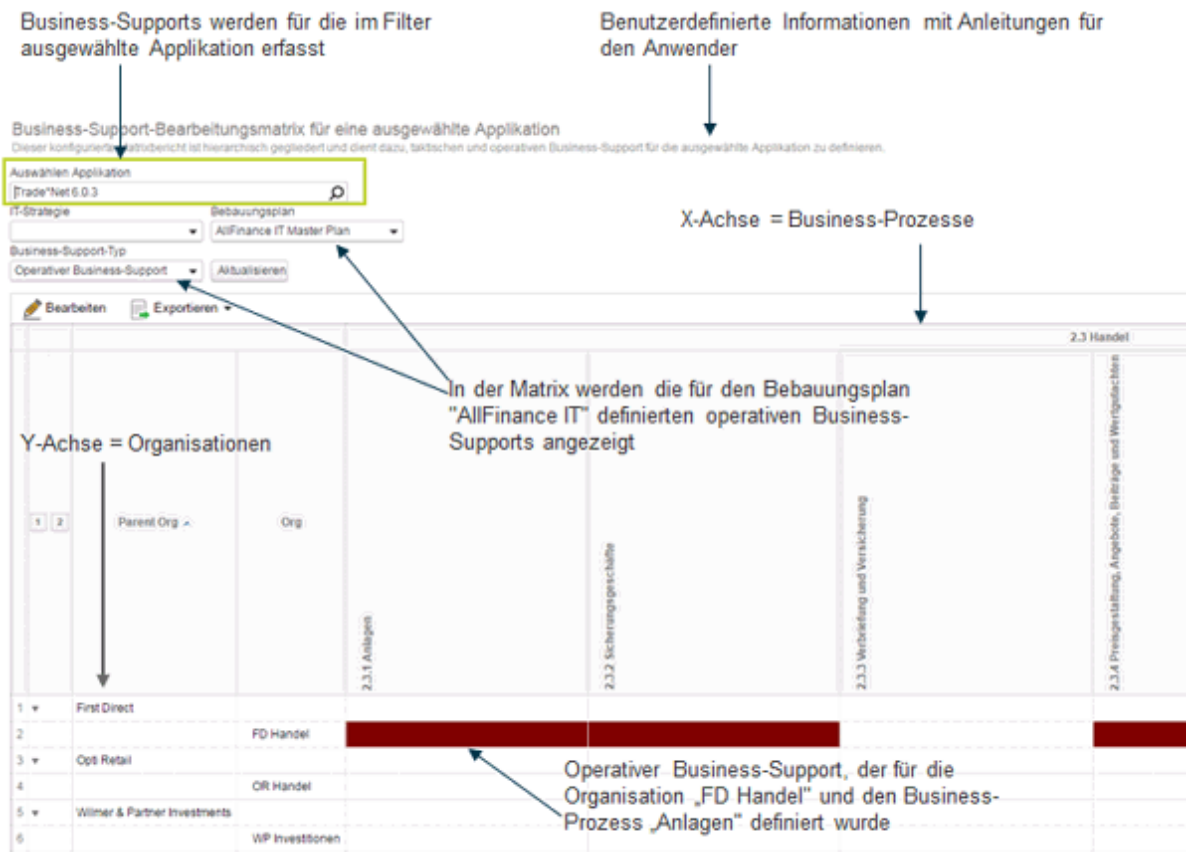 Business-Supports werden für die im Filter
ausgewählte Applikation erfasst
Benutzerdefinierte Informationen mit Anleitungen für
den Anwender
Business-Support-Bearbeitungsmatrix für eine ausgewählte Applikation
Dieser konfigurierte Matrixbericht ist hierarchisch gegliedert und dient dazu, taktischen und operativen Business-Support für die ausgewählte Applikation zu definieren.
Auswählen Applikation
Trade*Net 6.0.3
IT-Strategie
Bebauungsplan
AllFinance IT Master Plan
X-Achse = Business-Prozesse
Business-Support-Typ
Operativer Business-Support
Aktualisieren
Bearbeiten
Exportieren
2.3 Handel
In der Matrix werden die für den Bebauungsplan
"AllFinance IT" definierten operativen Business-
Supports angezeigt
Y-Achse = Organisationen
1 2
Parent Org
Org
2.3.1 Anlagen
2.3.2 Sicherungsgeschäfte
2.3.3 Verbriefung und Versicherung
2.3.4 Preisgestaltung, Angebote, Beiträge und Wertgutachten
1 First Direct
2 FD Handel
3 Opti Retail
4 OR Handel
5 Wilmer & Partner Investments
6 WP Investitionen
Operativer Business-Support, der für die
Organisation „FD Handel" und den Business-
Prozess „Anlagen" definiert wurde